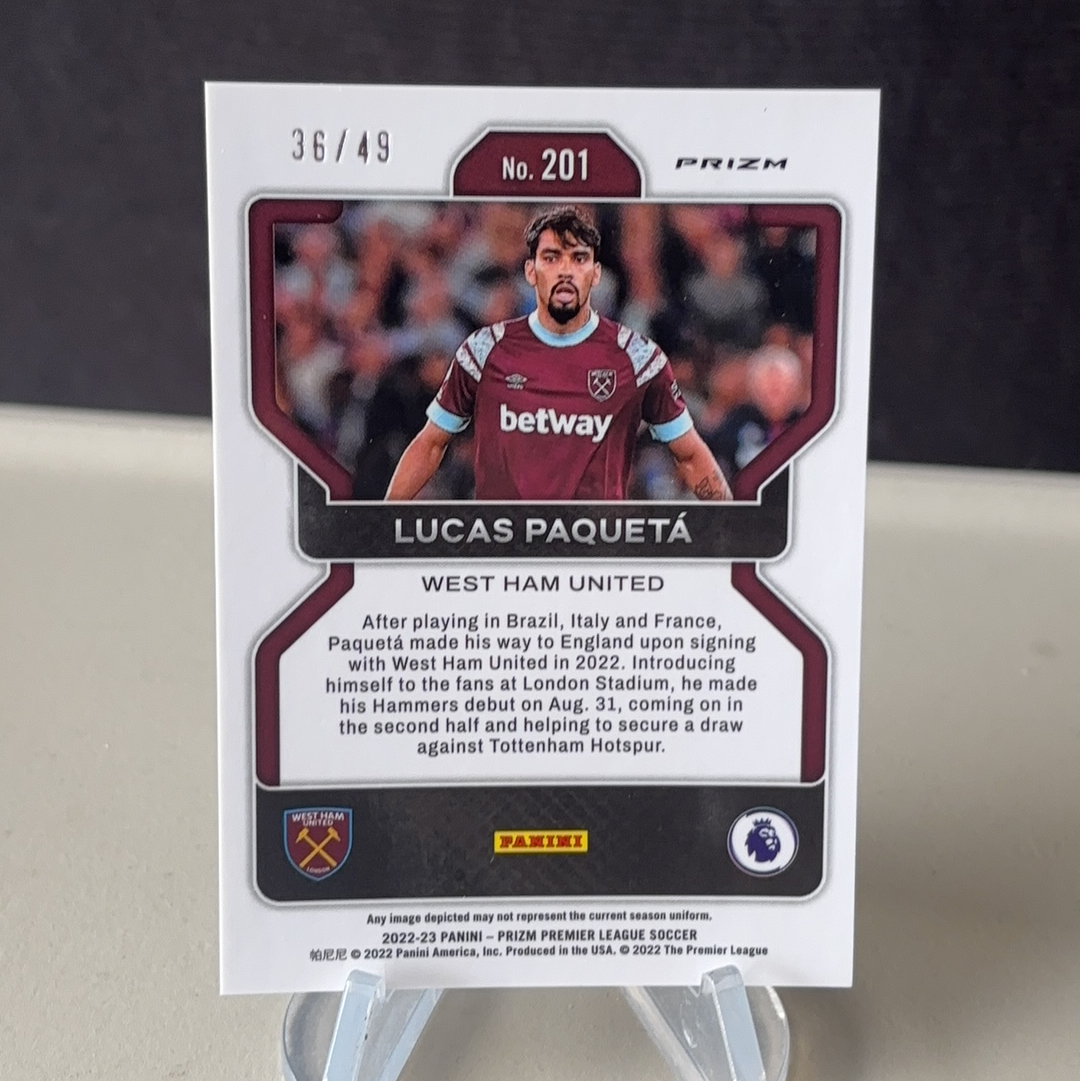 36/49
No. 201
PRIZM
betway
LUCAS PAQUETÁ
WEST HAM UNITED
After playing in Brazil, Italy and France,
Paquetá made his way to England upon signing
with West Ham United in 2022. Introducing
himself to the fans at London Stadium, he made
his Hammers debut on Aug. 31, coming on in
the second half and helping to secure a draw
against Tottenham Hotspur.
WEST HAM
UNITED
LONDON
PANINI
Any image depicted may not represent the current season uniform.
2022-23 PANINI – PRIZM PREMIER LEAGUE SOCCER
帕尼尼 © 2022 Panini America, Inc. Produced in the USA. © 2022 The Premier League